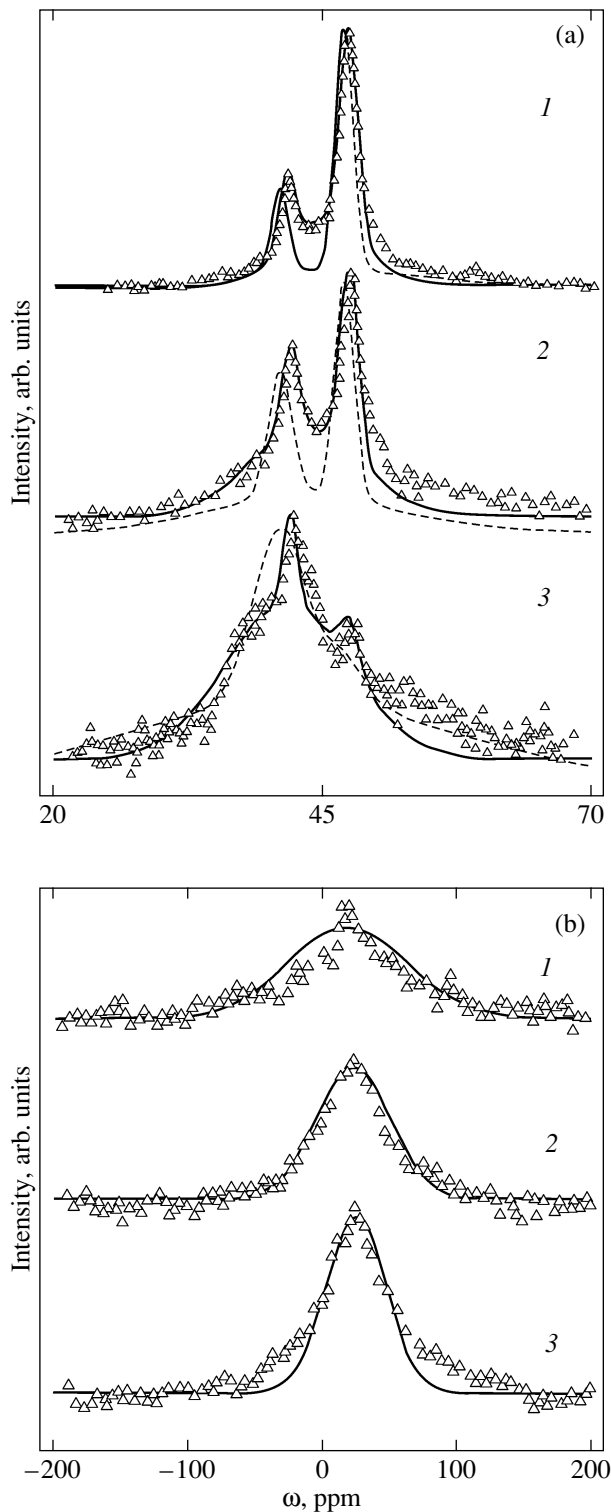 (a)
1
2
3
Intensity, arb. units
20 45 70
(b)
1
2
3
Intensity, arb. units
−200 −100 0 100 200
ω, ppm